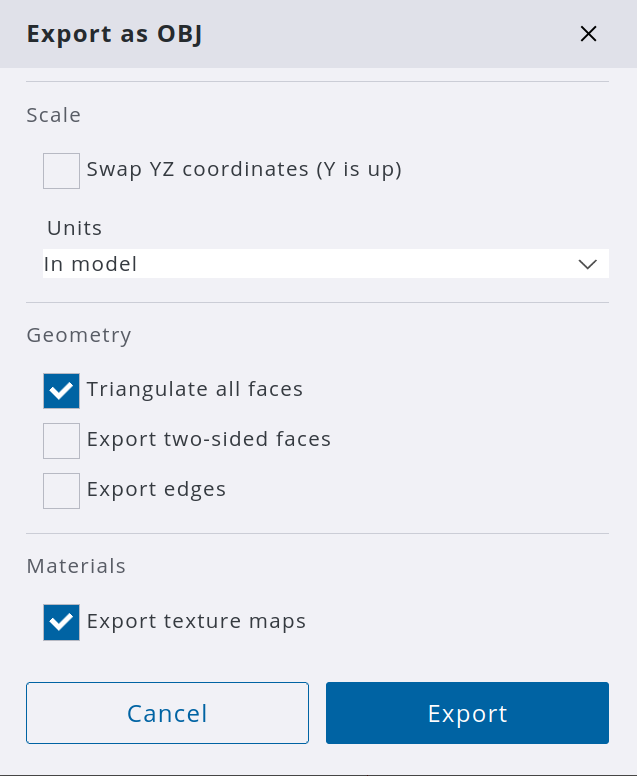 Export as OBJ
Scale
Swap YZ coordinates (Y is up)
Units
In model
Geometry
Triangulate all faces
Export two-sided faces
Export edges
Materials
Export texture maps
Cancel
Export